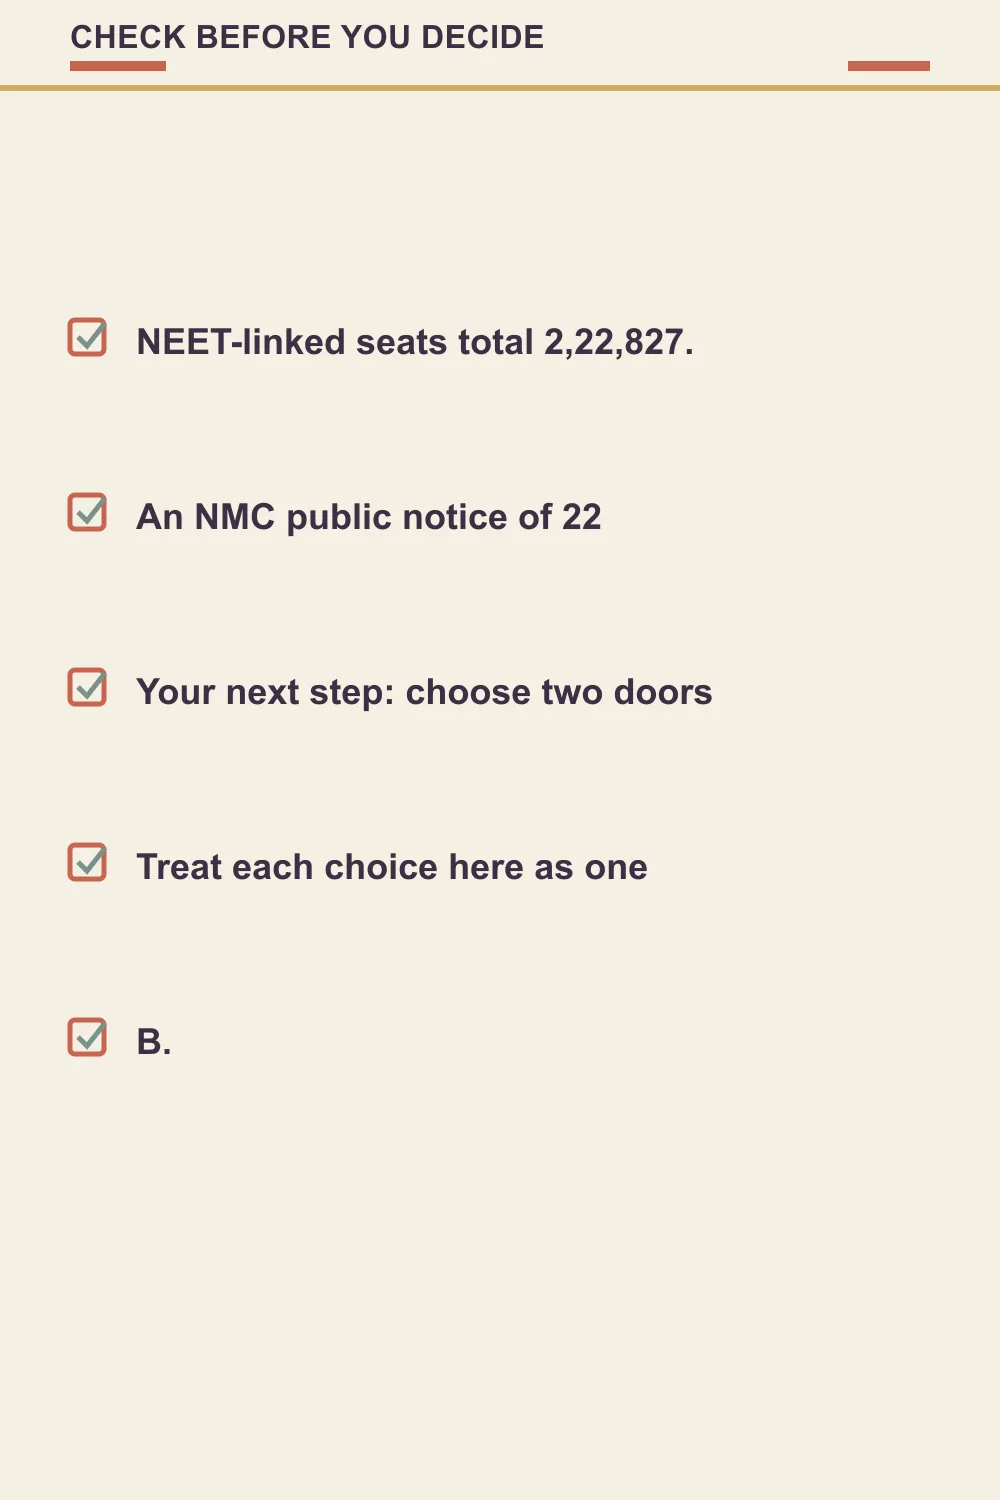 CHECK BEFORE YOU DECIDE
NEET-linked seats total 2,22,827.
An NMC public notice of 22
Your next step: choose two doors
Treat each choice here as one
B.